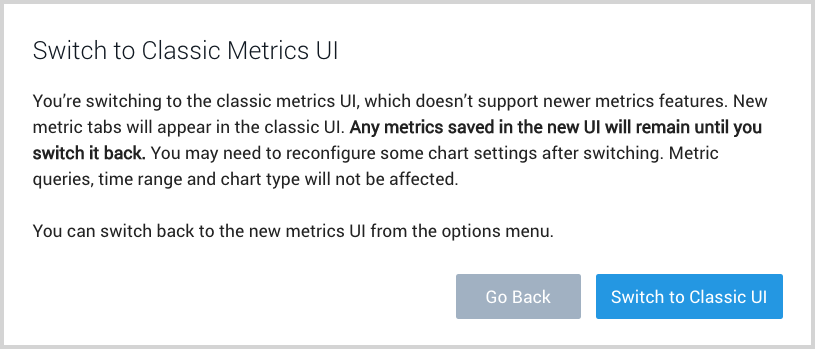 Switch to Classic Metrics UI
You’re switching to the classic metrics UI, which doesn’t support newer metrics features. New
metric tabs will appear in the classic UI. Any metrics saved in the new UI will remain until you
switch it back. You may need to reconfigure some chart settings after switching. Metric
queries, time range and chart type will not be affected.
You can switch back to the new metrics UI from the options menu.
Go Back
Switch to Classic UI